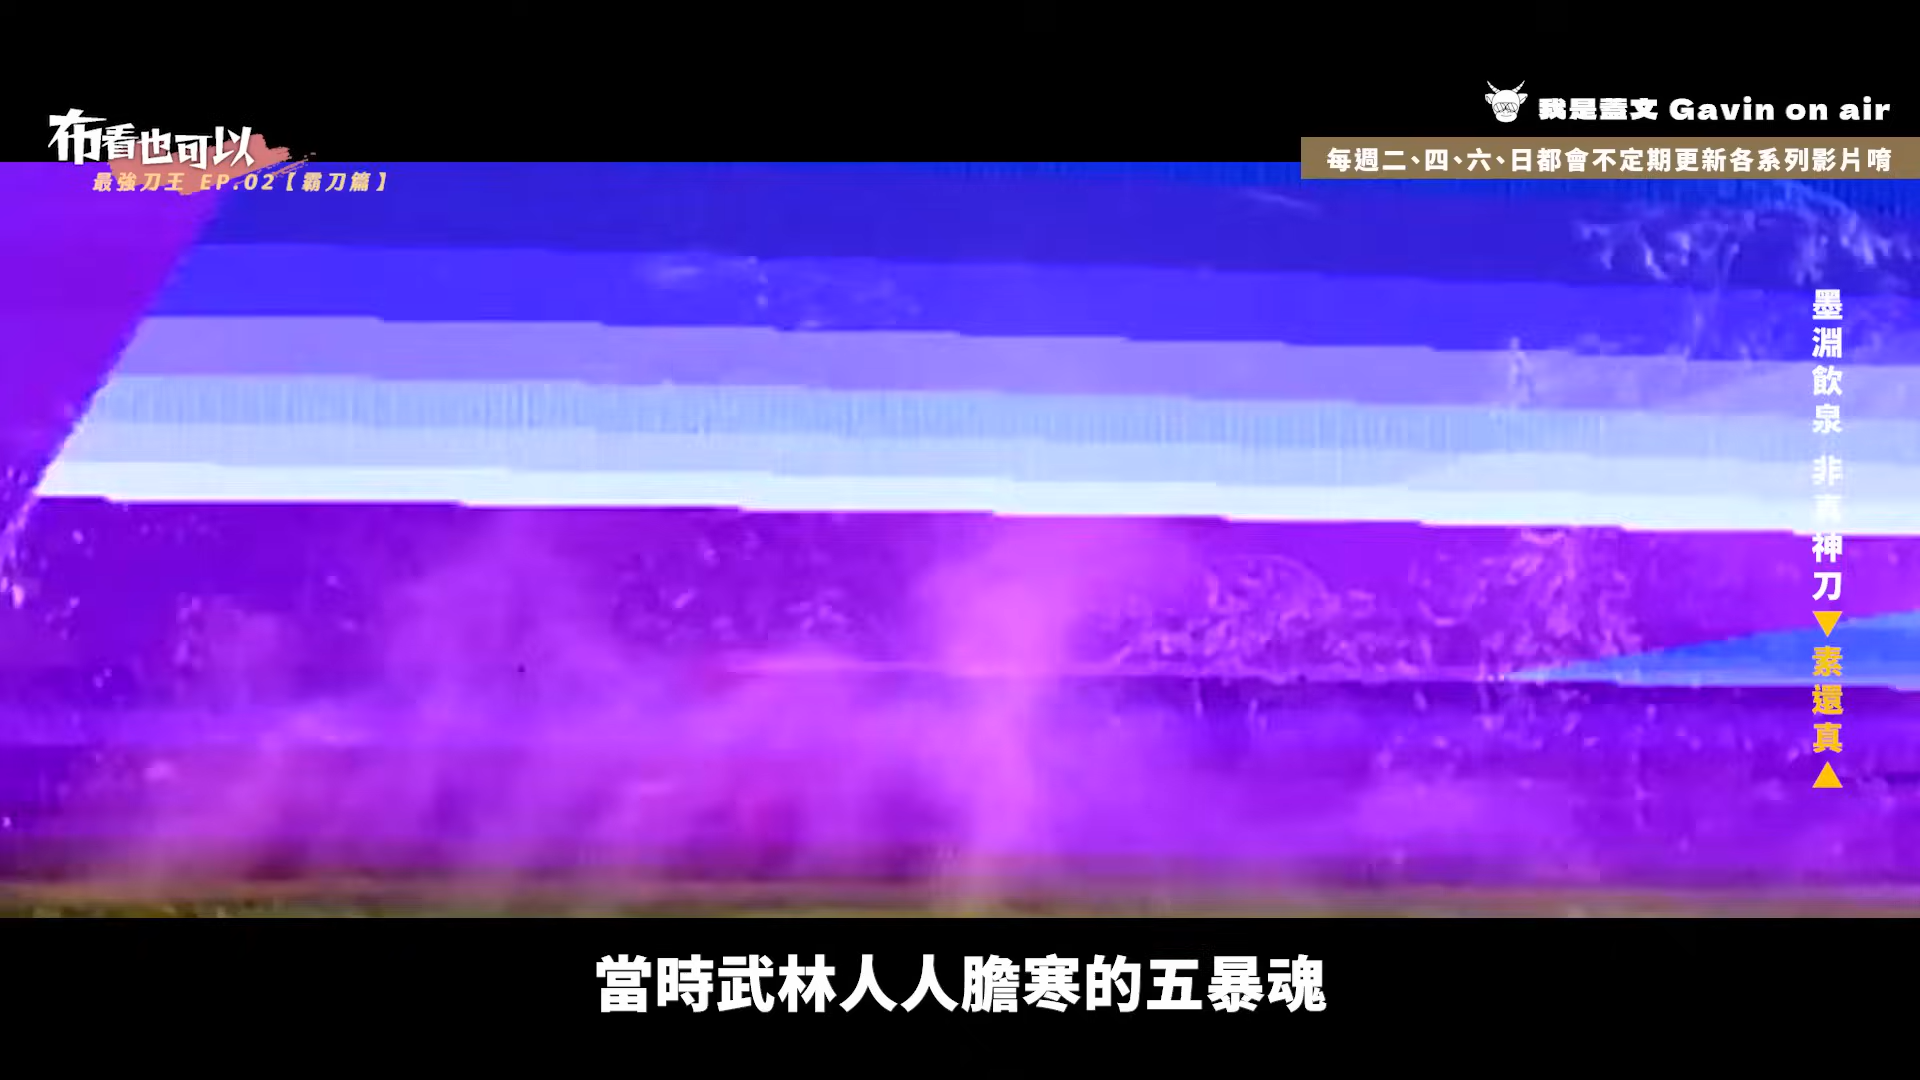 布看也可以
最強刀王 EP.02【霸刀篇】
我是蓋文 Gavin on air
每週二、四、六、日都會不定期更新各系列影片唷
墨淵飲泉 非真神刀
▼素還真▲
當時武林人人膽寒的五暴魂